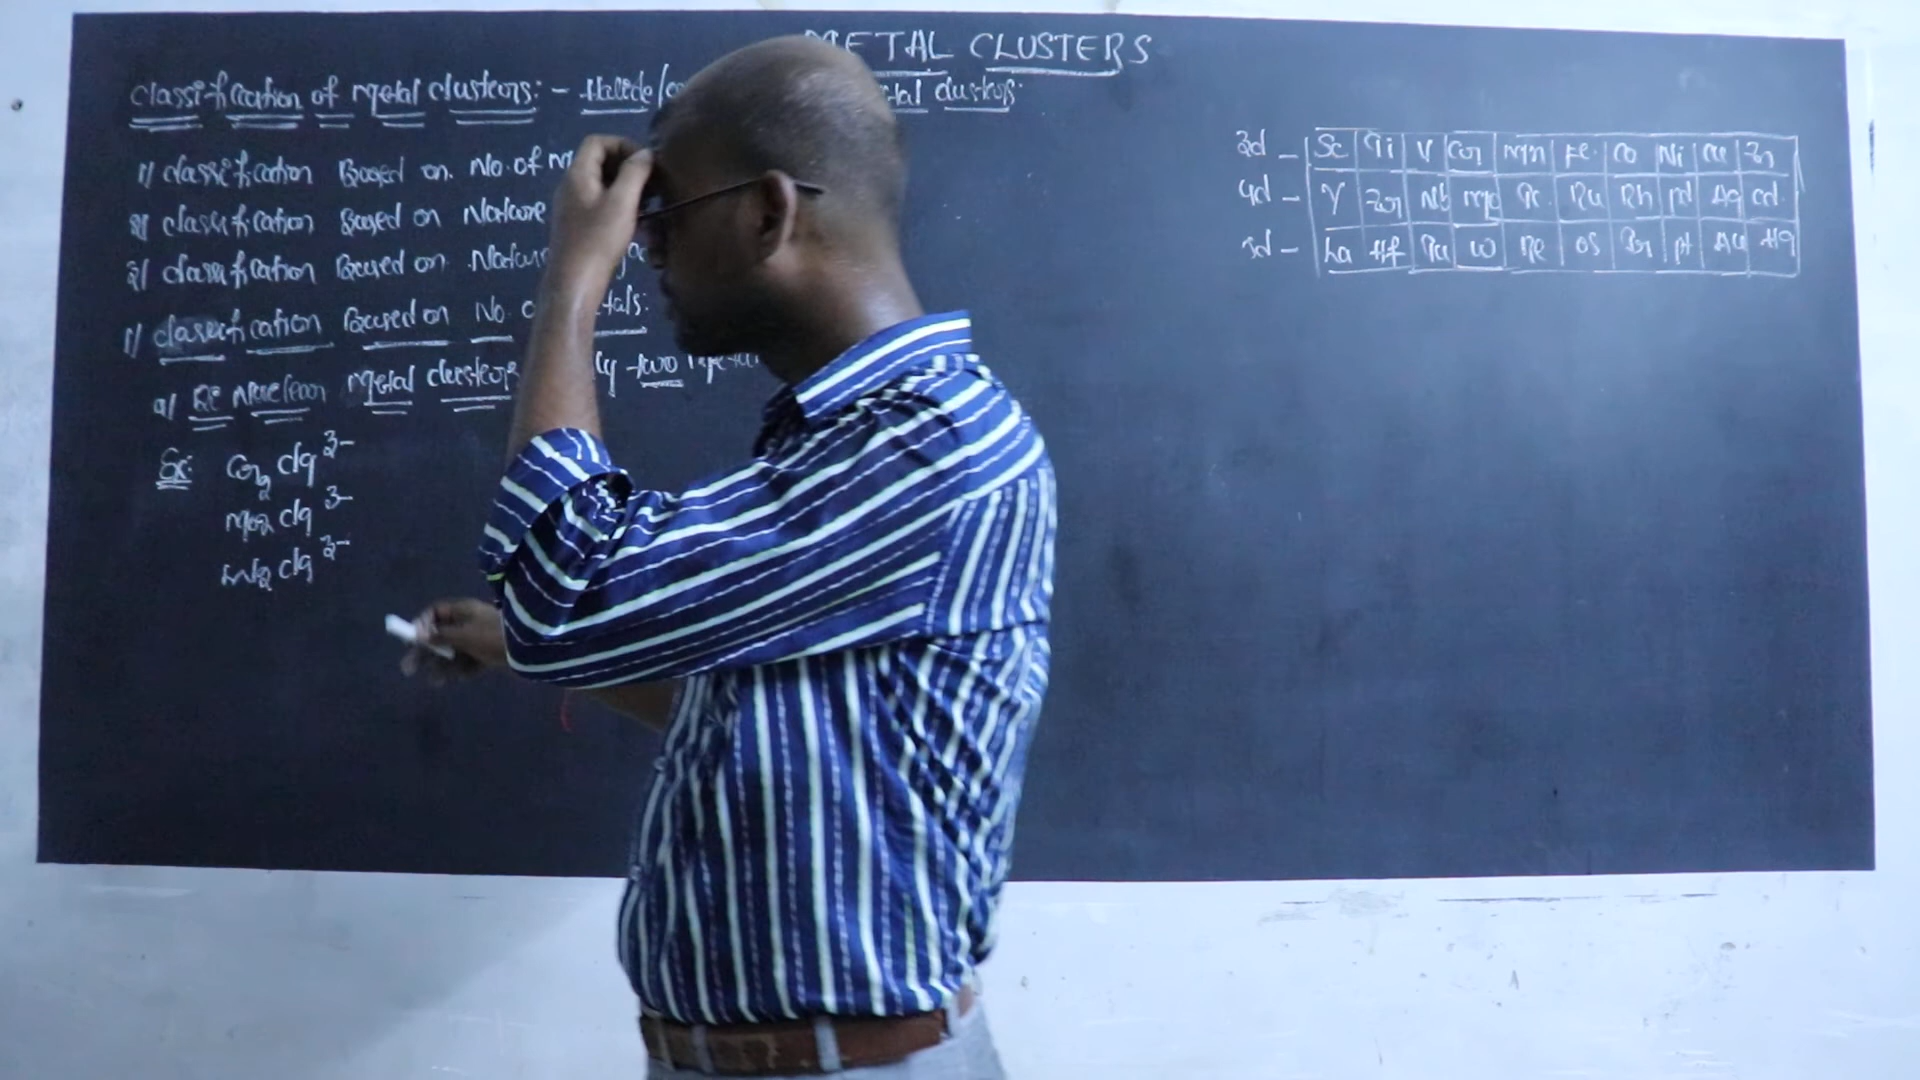 METAL CLUSTERS
Classification of Metal clusters: - Halide/ clusters:
1) classification Based on. No. of M
2) classification Based on Nature
3) classification Based on. Nature
1) classification Based on No. o tals:
a) Di Nuclear Metal clusters ly two
Ex: Cr2 Cl9 3-
Mo2 Cl9 3-
W2 Cl9 3-
3d - Sc Ti V Cr Mn Fe Co Ni Cu Zn
4d - Y Zr Nb Mo Tc Ru Rh Pd Ag Cd
5d - La Hf Ta W Re Os Ir Pt Au Hg